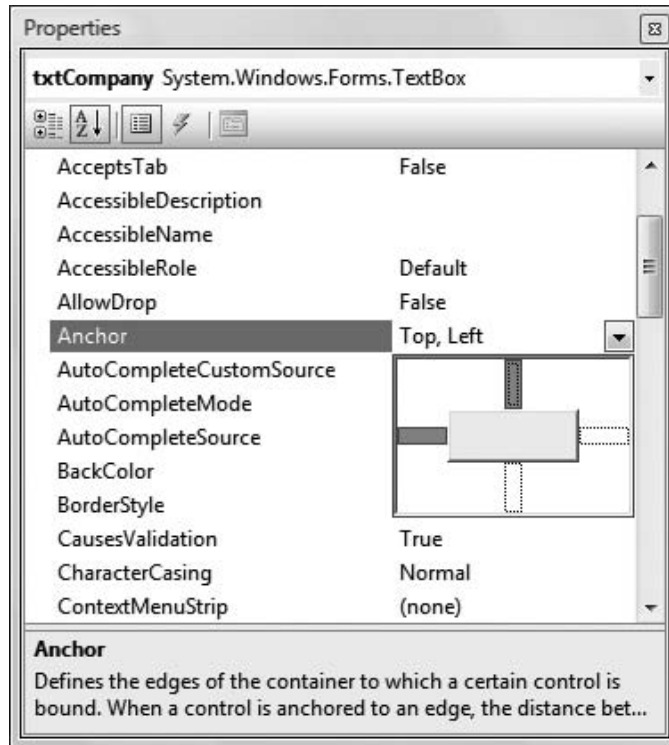 Properties
txtCompany System.Windows.Forms.TextBox
AcceptsTab False
AccessibleDescription
AccessibleName
AccessibleRole Default
AllowDrop False
Anchor Top, Left
AutoCompleteCustomSource
AutoCompleteMode
AutoCompleteSource
BackColor
BorderStyle
CausesValidation True
CharacterCasing Normal
ContextMenuStrip (none)
Anchor
Defines the edges of the container to which a certain control is
bound. When a control is anchored to an edge, the distance bet...